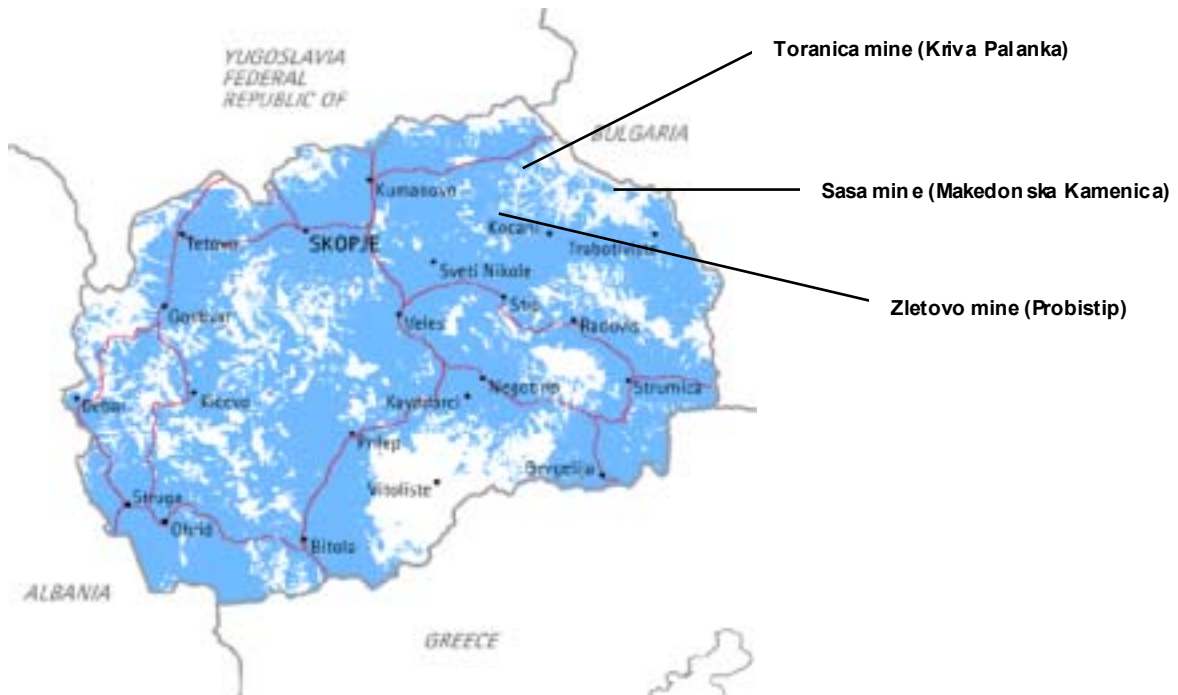 Toranica mine (Kriva Palanka)
YUGOSLAVIA
FEDERAL
REPUBLIC OF
BULGARIA
Sasa mine (Makedonska Kamenica)
Kumanovo
Tetovo
SKOPJE
Kocani
Trabotiviste
Sveti Nikole
Stip
Zletovo mine (Probistip)
Gostivar
Veles
Radovis
Negotino
Strumica
Debar
Kicevo
Kavadarci
Prilep
Gevgelija
Vitoliste
Struga
Ohrid
Bitola
ALBANIA
GREECE